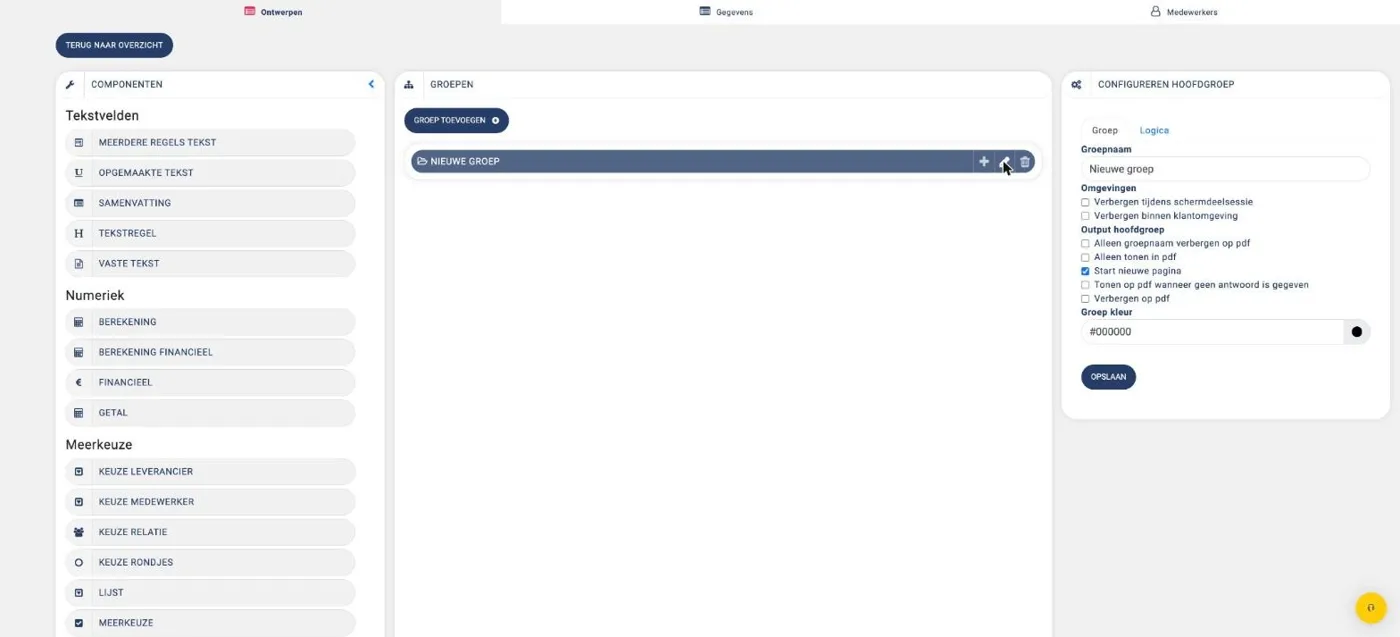 Ontwerpen
Gegevens
Medewerkers
TERUG NAAR OVERZICHT
COMPONENTEN
Tekstvelden
MEERDERE REGELS TEKST
OPGEMAAKTE TEKST
SAMENVATTING
TEKSTREGEL
VASTE TEKST
Numeriek
BEREKENING
BEREKENING FINANCIEEL
FINANCIEEL
GETAL
Meerkeuze
KEUZE LEVERANCIER
KEUZE MEDEWERKER
KEUZE RELATIE
KEUZE RONDJES
LIJST
MEERKEUZE
GROEPEN
GROEP TOEVOEGEN
NIEUWE GROEP
CONFIGUREREN HOOFDGROEP
Groep Logica
Groepnaam
Nieuwe groep
Omgevingen
Verbergen tijdens schermdeelsessie
Verbergen binnen klantomgeving
Output hoofdgroep
Alleen groepnaam verbergen op pdf
Alleen tonen in pdf
Start nieuwe pagina
Tonen op pdf wanneer geen antwoord is gegeven
Verbergen op pdf
Groep kleur
#000000
OPSLAAN